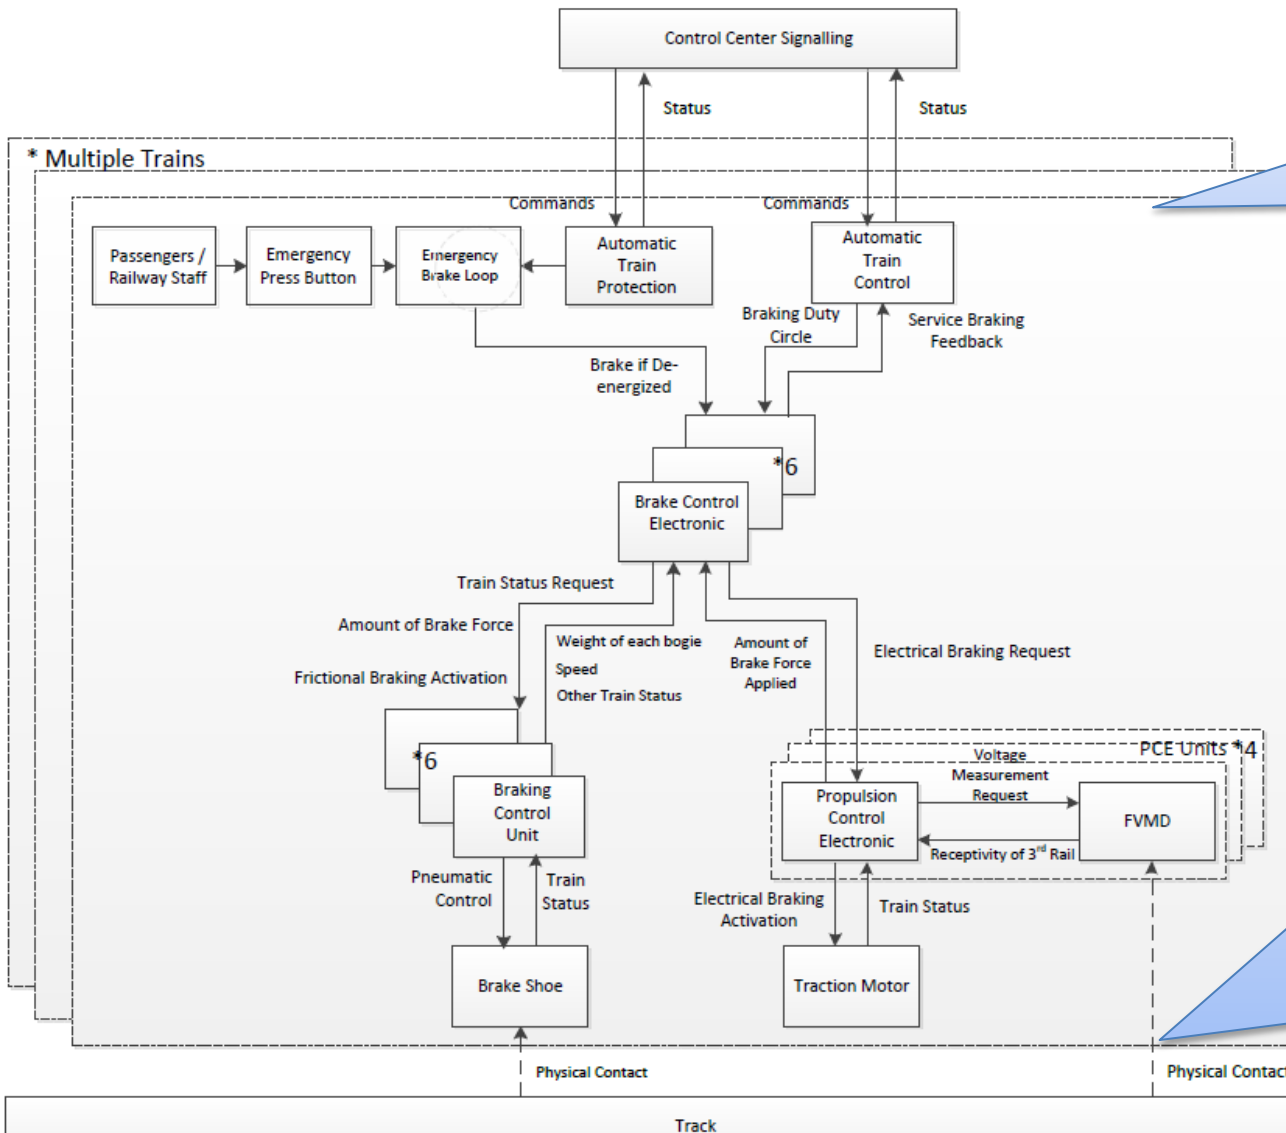 Control Center Signalling
Status
Status
* Multiple Trains
Commands
Commands
Passengers /
Railway Staff
Emergency
Press Button
Emergency
Brake Loop
Automatic
Train
Protection
Automatic
Train
Control
Braking Duty
Circle
Service Braking
Feedback
Brake if De-
energized
*6
Brake Control
Electronic
Train Status Request
Amount of Brake Force
Frictional Braking Activation
Weight of each bogie
Speed
Other Train Status
Amount of
Brake Force
Applied
Electrical Braking Request
*6
Braking
Control
Unit
PCE Units *4
Voltage
Measurement
Request
Propulsion
Control
Electronic
FVMD
Receptivity of 3rd Rail
Pneumatic
Control
Train
Status
Electrical Braking
Activation
Train Status
Brake Shoe
Traction Motor
Physical Contact
Physical Contact
Track